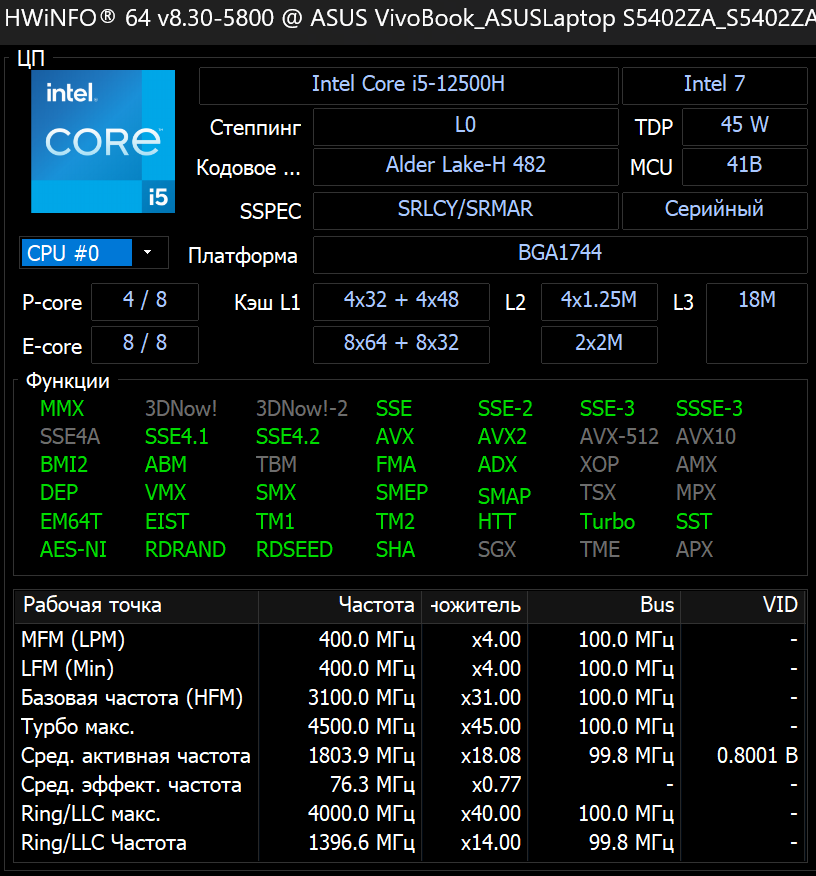 HWiNFO® 64 v8.30-5800 @ ASUS VivoBook_ASUSLaptop S5402ZA_S5402ZA
ЦП
intel. Intel Core i5-12500H Intel 7
CORE™ i5
Степпинг L0 TDP 45 W
Кодовое ... Alder Lake-H 482 MCU 41B
SSPEC SRLCY/SRMAR Серийный
CPU #0 Платформа BGA1744
P-core 4 / 8 Кэш L1 4x32 + 4x48 L2 4x1.25M L3 18M
E-core 8 / 8 8x64 + 8x32 2x2M
Функции
MMX 3DNow! 3DNow!-2 SSE SSE-2 SSE-3 SSSE-3
SSE4A SSE4.1 SSE4.2 AVX AVX2 AVX-512 AVX10
BMI2 ABM TBM FMA ADX XOP AMX
DEP VMX SMX SMEP SMAP TSX MPX
EM64T EIST TM1 TM2 HTT Turbo SST
AES-NI RDRAND RDSEED SHA SGX TME APX
Рабочая точка Частота ножитель Bus VID
MFM (LPM) 400.0 МГц x4.00 100.0 МГц -
LFM (Min) 400.0 МГц x4.00 100.0 МГц -
Базовая частота (HFM) 3100.0 МГц x31.00 100.0 МГц -
Турбо макс. 4500.0 МГц x45.00 100.0 МГц -
Сред. активная частота 1803.9 МГц x18.08 99.8 МГц 0.8001 В
Сред. эффект. частота 76.3 МГц x0.77 - -
Ring/LLC макс. 4000.0 МГц x40.00 100.0 МГц -
Ring/LLC Частота 1396.6 МГц x14.00 99.8 МГц -